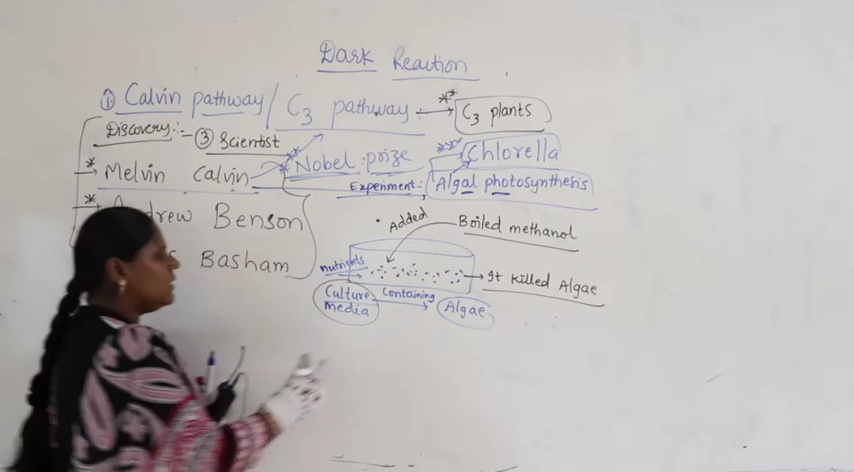 Dark Reaction
① Calvin pathway / C3 pathway → ** C3 plants
Discovery :- ③ Scientist
* Melvin Calvin
** Nobel prize
** Chlorella
Experiment :- Algal photosynthesis
* Benson
Basham
• Added Boiled methanol
nutrients
It killed Algae
Culture media containing Algae